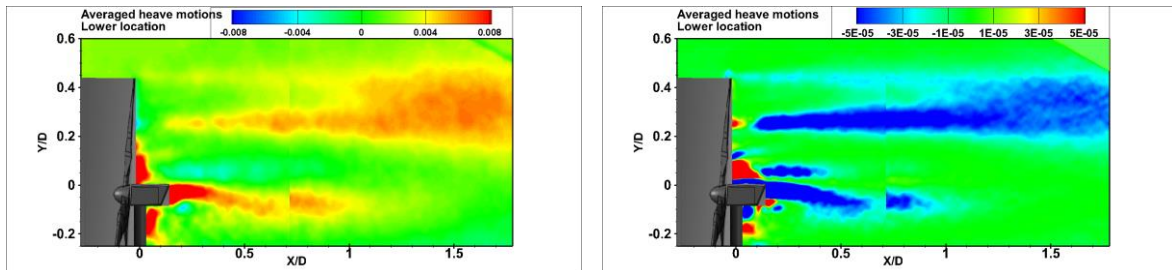 Averaged heave motions
Lower location
-0.008 -0.004 0 0.004 0.008
Y/D
0.6
0.4
0.2
0
-0.2
0 0.5 1 1.5
X/D
Averaged heave motions
Lower location
-5E-05 -3E-05 -1E-05 1E-05 3E-05 5E-05
Y/D
0.6
0.4
0.2
0
-0.2
0 0.5 1 1.5
X/D